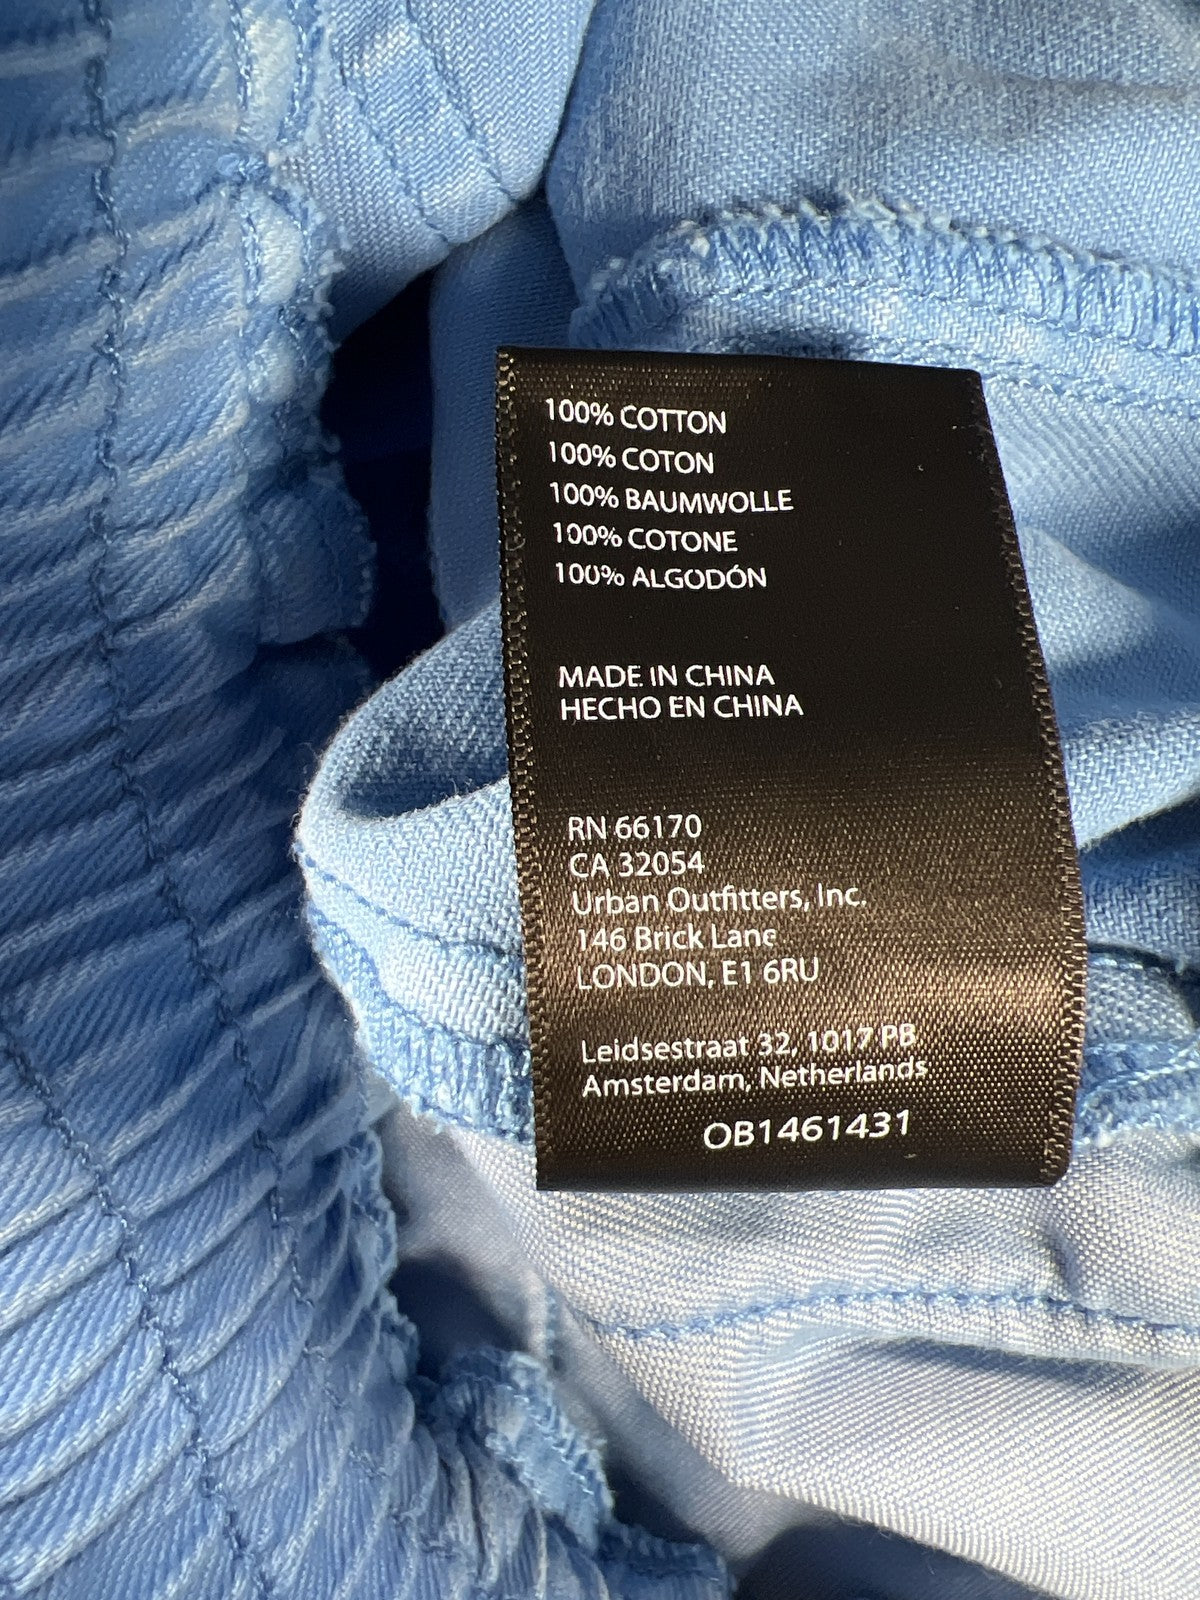 100% COTTON
100% COTON
100% BAUMWOLLE
100% COTONE
100% ALGODÓN
MADE IN CHINA
HECHO EN CHINA
RN 66170
CA 32054
Urban Outfitters, Inc.
146 Brick Lane
LONDON, E1 6RU
Leidsestraat 32, 1017 PB
Amsterdam, Netherlands
OB1461431